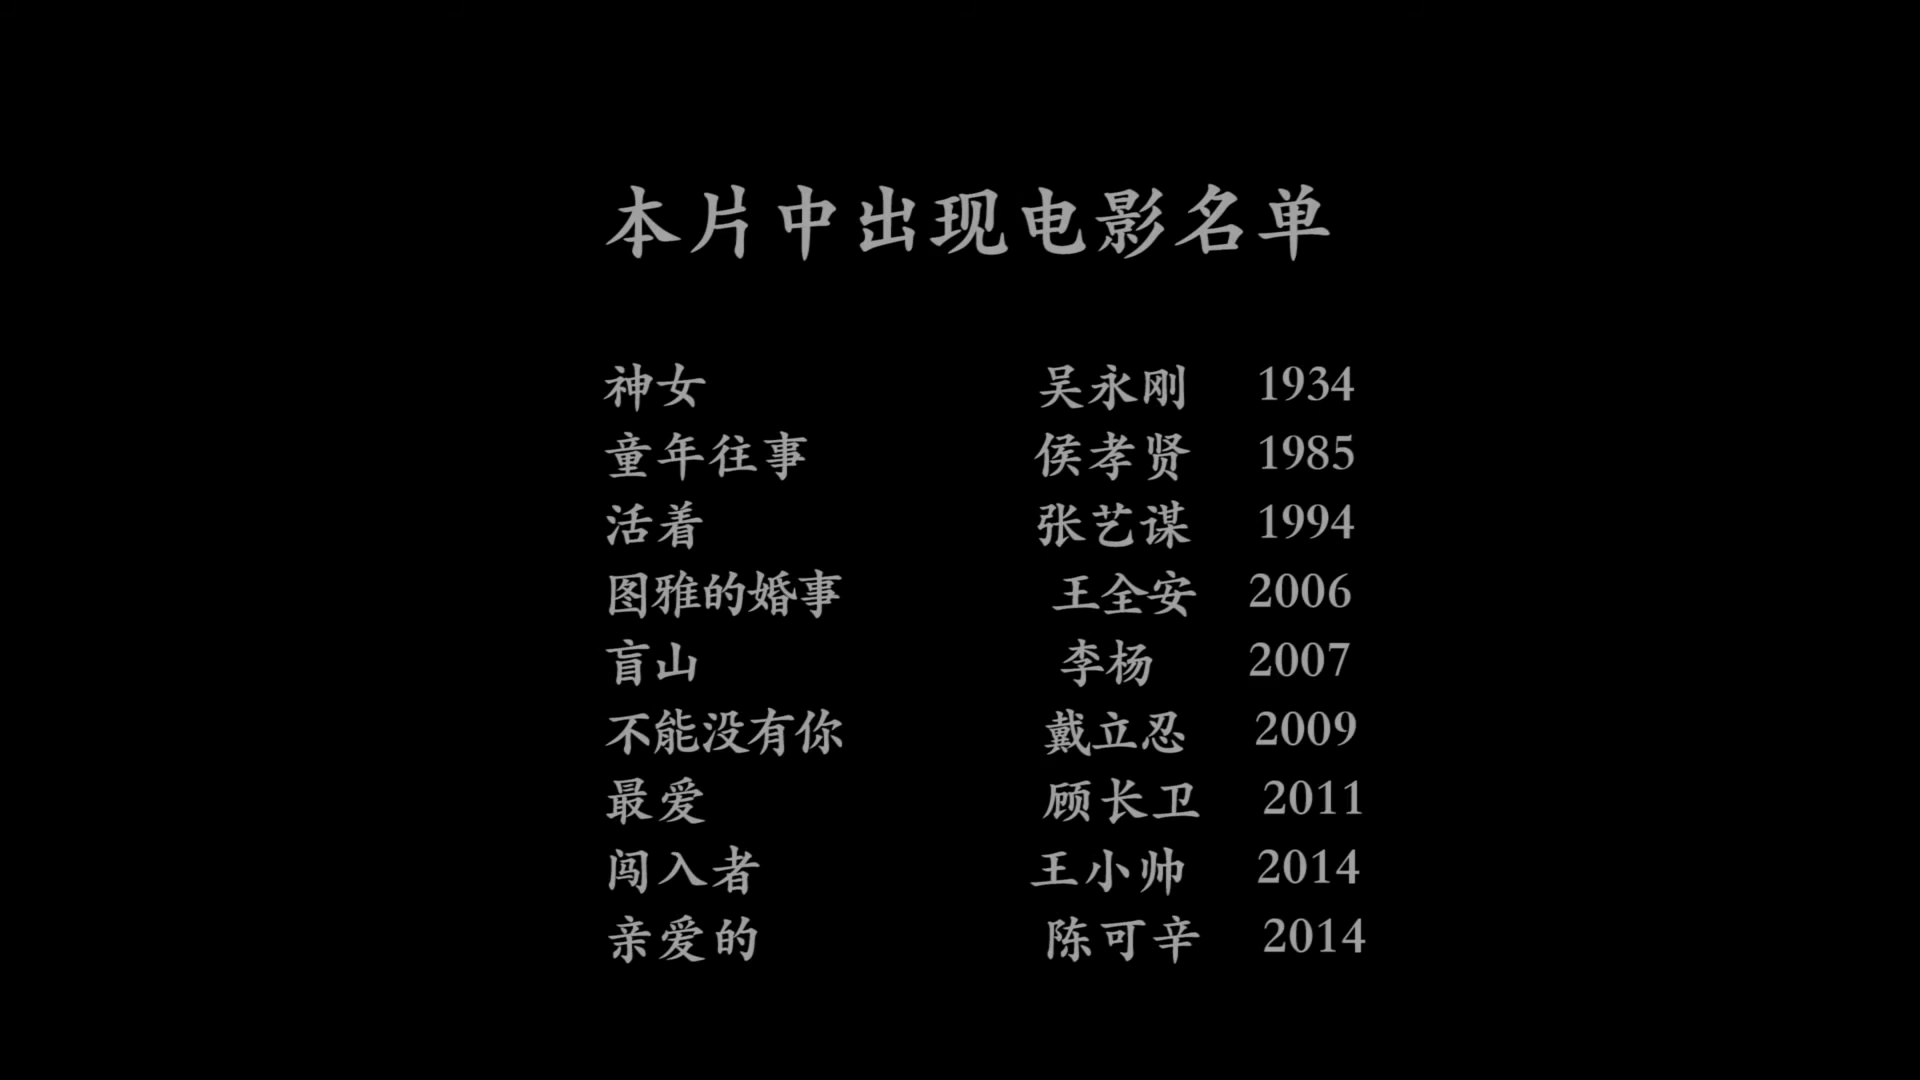 本片中出现电影名单
神女 吴永刚 1934
童年往事 侯孝贤 1985
活着 张艺谋 1994
图雅的婚事 王全安 2006
盲山 李杨 2007
不能没有你 戴立忍 2009
最爱 顾长卫 2011
闯入者 王小帅 2014
亲爱的 陈可辛 2014